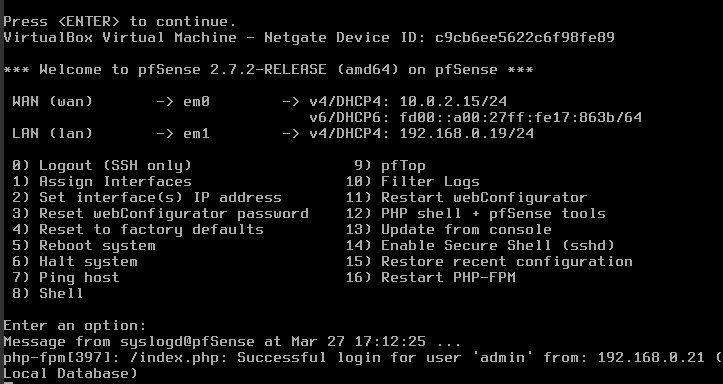 Press <ENTER> to continue.
VirtualBox Virtual Machine - Netgate Device ID: c9cb6ee5622c6f98fe89
*** Welcome to pfSense 2.7.2-RELEASE (amd64) on pfSense ***
WAN (wan)       -> em0        -> v4/DHCP4: 10.0.2.15/24
v6/DHCP6: fd00::a00:27ff:fe17:863b/64
LAN (lan)       -> em1        -> v4/DHCP4: 192.168.0.19/24
0) Logout (SSH only)                  9) pfTop
1) Assign Interfaces                 10) Filter Logs
2) Set interface(s) IP address       11) Restart webConfigurator
3) Reset webConfigurator password    12) PHP shell + pfSense tools
4) Reset to factory defaults         13) Update from console
5) Reboot system                     14) Enable Secure Shell (sshd)
6) Halt system                       15) Restore recent configuration
7) Ping host                         16) Restart PHP-FPM
8) Shell
Enter an option:
Message from syslogd@pfSense at Mar 27 17:12:25 ...
php-fpm[397]: /index.php: Successful login for user 'admin' from: 192.168.0.21 (
Local Database)